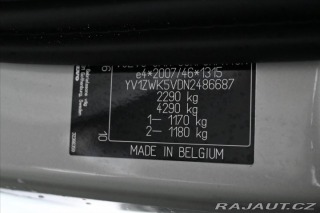 e4*2007/46*1315
YV1ZWK5VDN2486687
2290 kg
4290 kg
1- 1170 kg
2- 1180 kg
10
MADE IN BELGIUM
RAJAUT.CZ